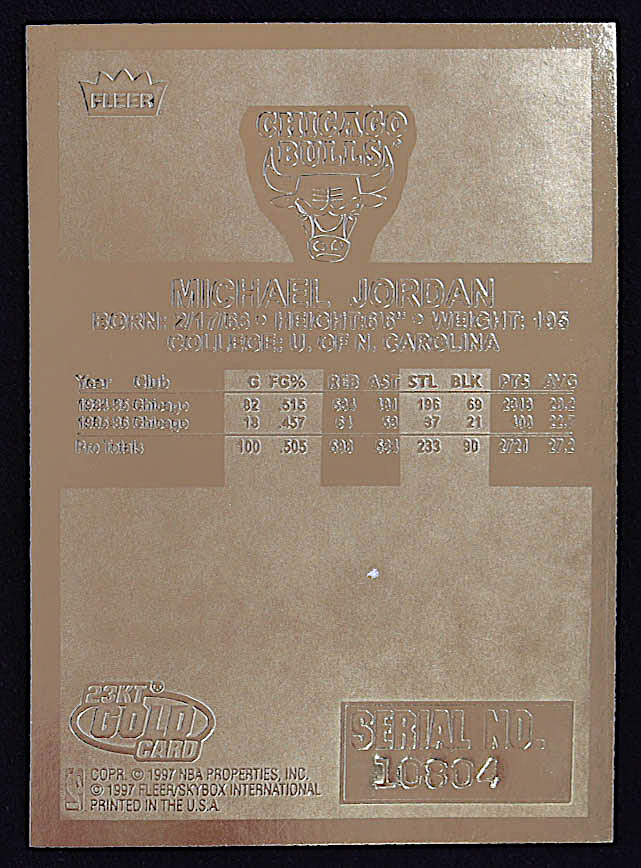 FLEER
CHICAGO
BULLS
MICHAEL JORDAN
BORN: 2/17/63 • HEIGHT: 6'6" • WEIGHT: 195
COLLEGE: U. OF N. CAROLINA
Year Club G FG% REB AST STL BLK PTS AVG
1984-85 Chicago 82 .515 534 481 196 69 2313 28.2
1985-86 Chicago 18 .457 64 53 37 21 408 22.7
Pro Totals 100 .505 598 534 233 90 2721 27.2
23KT®
GOLD
CARD
SERIAL NO.
10804
COPR. © 1997 NBA PROPERTIES, INC.
© 1997 FLEER/SKYBOX INTERNATIONAL
PRINTED IN THE U.S.A.